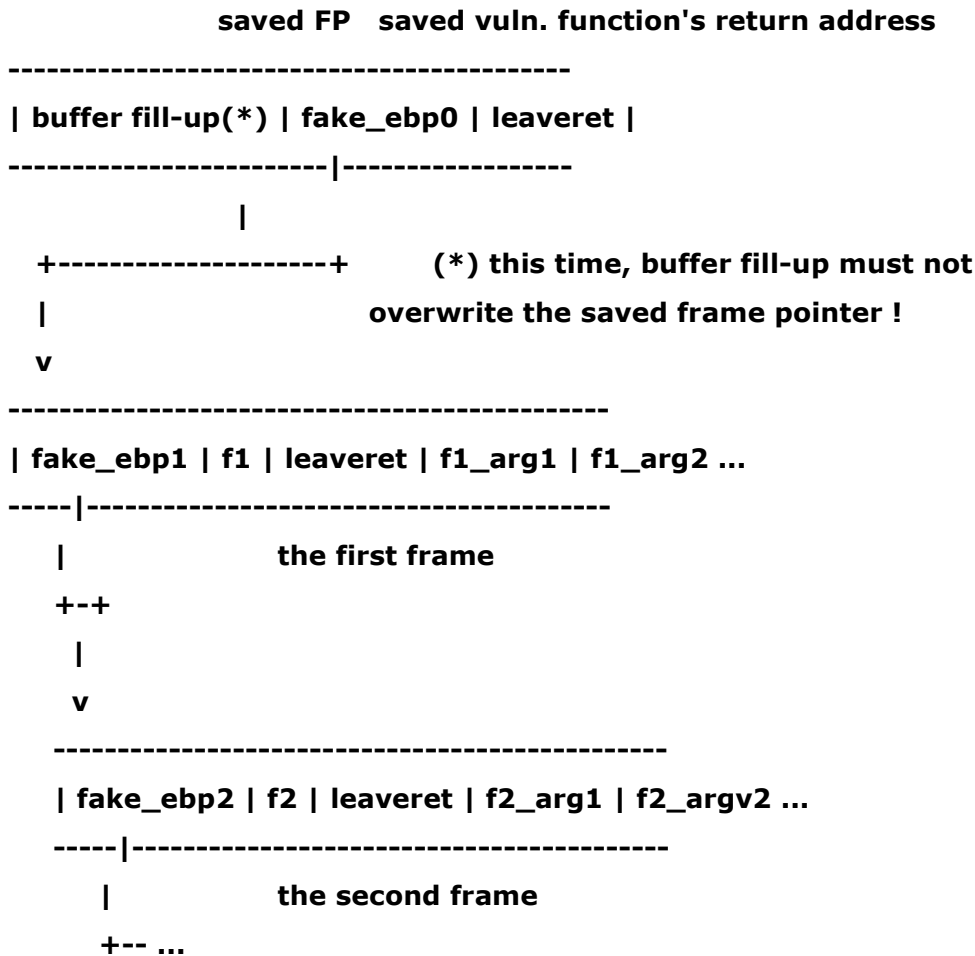 saved FP   saved vuln. function's return address
--------------------------------------------
| buffer fill-up(*) | fake_ebp0 | leaveret |
-------------------------|------------------
|
+---------------------+        (*) this time, buffer fill-up must not
|                            overwrite the saved frame pointer !
v
-----------------------------------------------
| fake_ebp1 | f1 | leaveret | f1_arg1 | f1_arg2 ...
-----|-----------------------------------------
|                the first frame
+-+
|
v
------------------------------------------------
| fake_ebp2 | f2 | leaveret | f2_arg1 | f2_argv2 ...
-----|------------------------------------------
|             the second frame
+-- ...